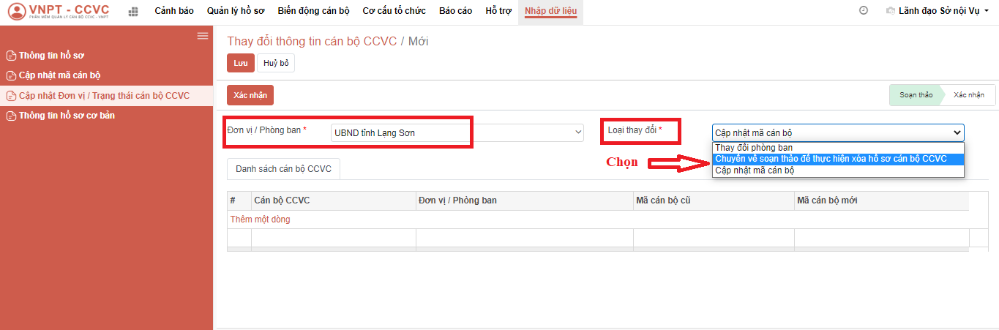 VNPT - CCVC
PHẦN MỀM QUẢN LÝ CÁN BỘ CCVC - VNPT
Cảnh báo Quản lý hồ sơ Biến động cán bộ Cơ cấu tổ chức Báo cáo Hỗ trợ Nhập dữ liệu
Lãnh đạo Sở nội Vụ
Thông tin hồ sơ
Cập nhật mã cán bộ
Cập nhật Đơn vị / Trạng thái cán bộ CCVC
Thông tin hồ sơ cơ bản
Thay đổi thông tin cán bộ CCVC / Mới
Lưu Huỷ bỏ
Xác nhận
Soạn thảo Xác nhận
Đơn vị / Phòng ban * UBND tỉnh Lạng Sơn
Loại thay đổi * Cập nhật mã cán bộ
Thay đổi phòng ban
Chọn Chuyển về soạn thảo để thực hiện xóa hồ sơ cán bộ CCVC
Cập nhật mã cán bộ
Danh sách cán bộ CCVC
# Cán bộ CCVC Đơn vị / Phòng ban Mã cán bộ cũ Mã cán bộ mới
Thêm một dòng